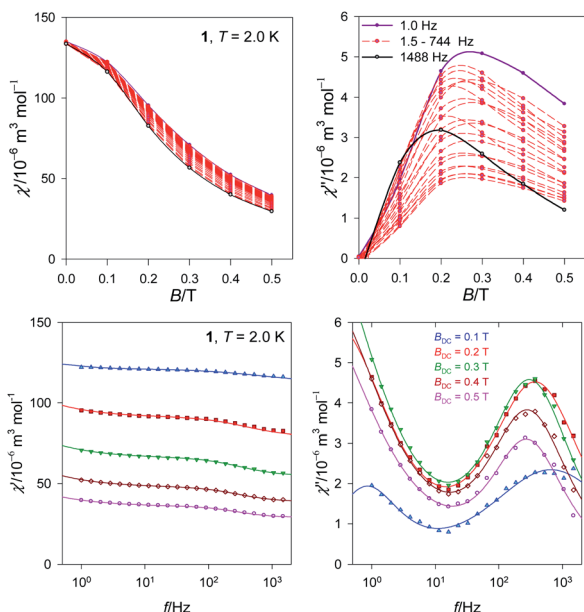 150
1, T = 2.0 K
100
50
0
χ'/10⁻⁶ m³ mol⁻¹
0.0 0.1 0.2 0.3 0.4 0.5
B/T
6
1.0 Hz
1.5 - 744 Hz
1488 Hz
5
4
3
2
1
0
χ''/10⁻⁶ m³ mol⁻¹
0.0 0.1 0.2 0.3 0.4 0.5
B/T
150
1, T = 2.0 K
100
50
0
χ'/10⁻⁶ m³ mol⁻¹
10⁰ 10¹ 10² 10³
f/Hz
6
B_DC = 0.1 T
B_DC = 0.2 T
B_DC = 0.3 T
B_DC = 0.4 T
B_DC = 0.5 T
5
4
3
2
1
0
χ''/10⁻⁶ m³ mol⁻¹
10⁰ 10¹ 10² 10³
f/Hz